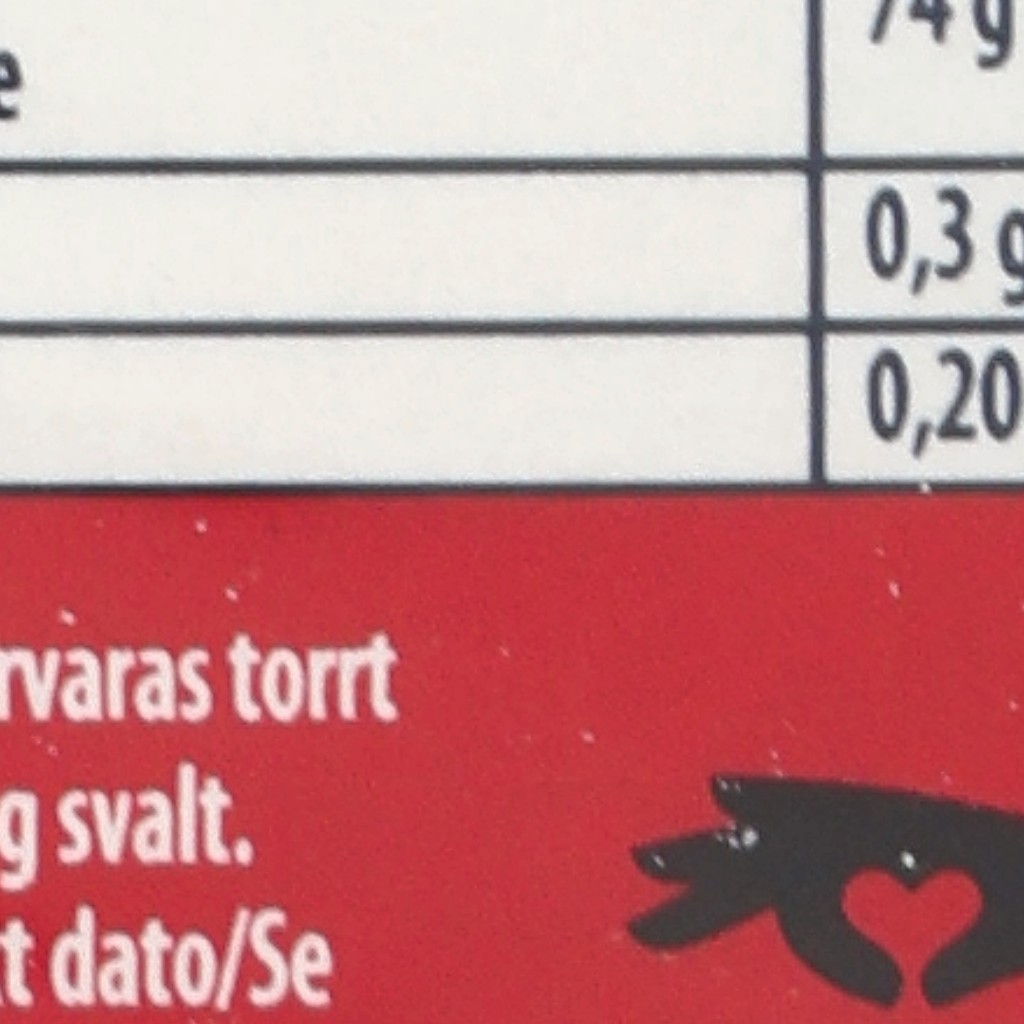 74 g
e
0,3 g
0,20
rvaras torrt
g svalt.
t dato/Se